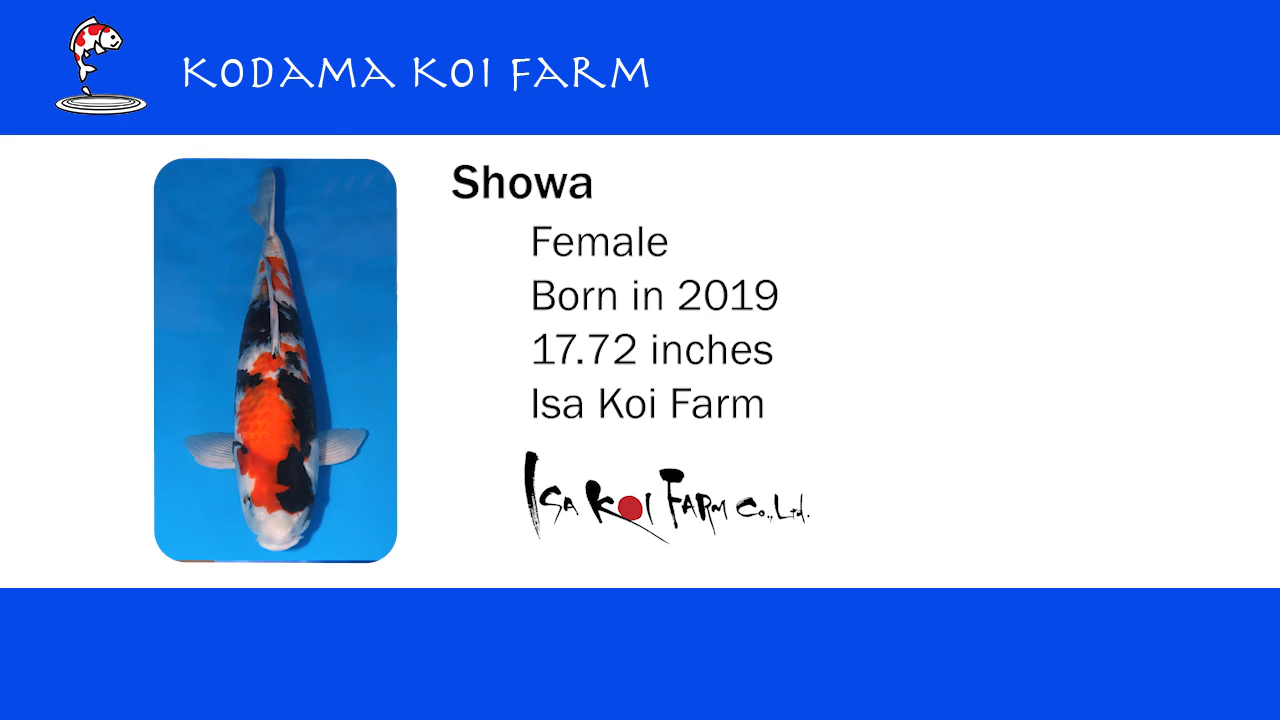 KODAMA KOI FARM
Showa
Female
Born in 2019
17.72 inches
Isa Koi Farm
ISA KOI FARM Co.,Ltd.